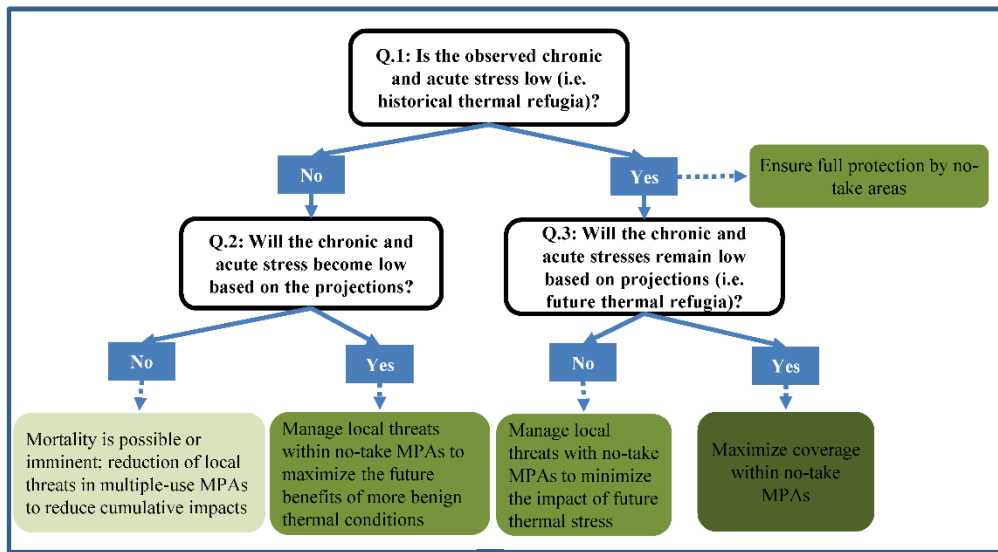 Q.1: Is the observed chronic
and acute stress low (i.e.
historical thermal refugia)?
No
Yes
Ensure full protection by no-
take areas
Q.2: Will the chronic and
acute stress become low
based on the projections?
Q.3: Will the chronic and
acute stresses remain low
based on projections (i.e.
future thermal refugia)?
No
Yes
No
Yes
Mortality is possible or
imminent; reduction of local
threats in multiple-use MPAs
to reduce cumulative impacts
Manage local threats
within no-take MPAs to
maximize the future
benefits of more benign
thermal conditions
Manage local
threats with no-take
MPAs to minimize
the impact of future
thermal stress
Maximize coverage
within no-take
MPAs